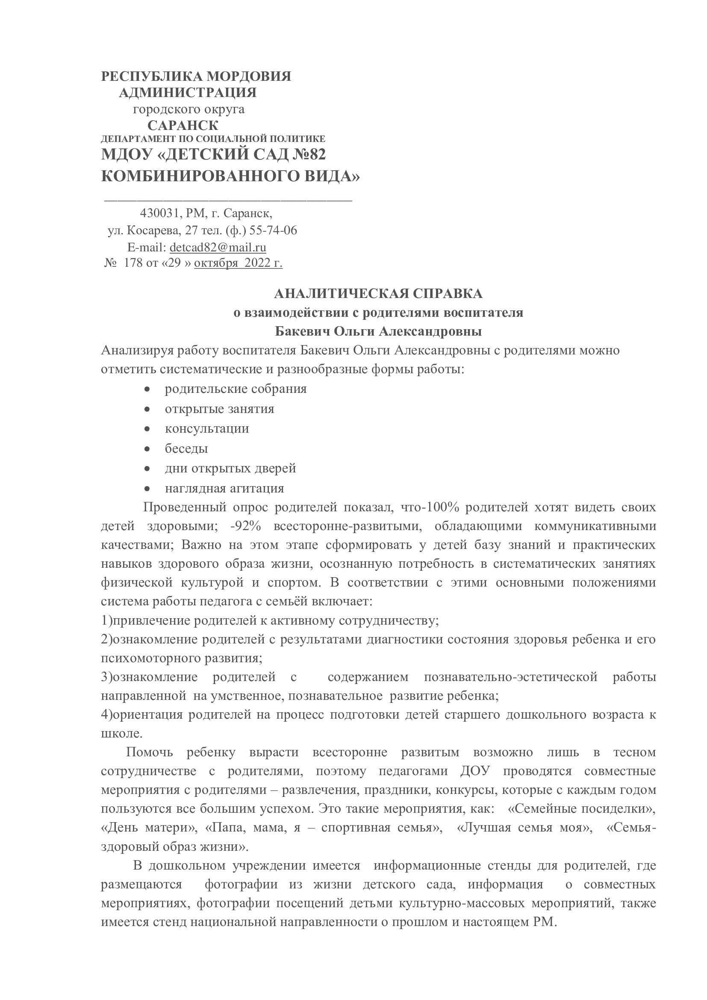 РЕСПУБЛИКА МОРДОВИЯ
АДМИНИСТРАЦИЯ
городского округа
САРАНСК
ДЕПАРТАМЕНТ ПО СОЦИАЛЬНОЙ ПОЛИТИКЕ
МДОУ «ДЕТСКИЙ САД №82
КОМБИНИРОВАННОГО ВИДА»
430031, РМ, г. Саранск,
ул. Косарева, 27 тел. (ф.) 55-74-06
E-mail: detcad82@mail.ru
№ 178 от «29 » октября 2022 г.
АНАЛИТИЧЕСКАЯ СПРАВКА
о взаимодействии с родителями воспитателя
Бакевич Ольги Александровны
Анализируя работу воспитателя Бакевич Ольги Александровны с родителями можно
отметить систематические и разнообразные формы работы:
• родительские собрания
• открытые занятия
• консультации
• беседы
• дни открытых дверей
• наглядная агитация
Проведенный опрос родителей показал, что-100% родителей хотят видеть своих
детей здоровыми; -92% всесторонне-развитыми, обладающими коммуникативными
качествами; Важно на этом этапе сформировать у детей базу знаний и практических
навыков здорового образа жизни, осознанную потребность в систематических занятиях
физической культурой и спортом. В соответствии с этими основными положениями
система работы педагога с семьёй включает:
1)привлечение родителей к активному сотрудничеству;
2)ознакомление родителей с результатами диагностики состояния здоровья ребенка и его
психомоторного развития;
3)ознакомление родителей с содержанием познавательно-эстетической работы
направленной на умственное, познавательное развитие ребенка;
4)ориентация родителей на процесс подготовки детей старшего дошкольного возраста к
школе.
Помочь ребенку вырасти всесторонне развитым возможно лишь в тесном
сотрудничестве с родителями, поэтому педагогами ДОУ проводятся совместные
мероприятия с родителями – развлечения, праздники, конкурсы, которые с каждым годом
пользуются все большим успехом. Это такие мероприятия, как: «Семейные посиделки»,
«День матери», «Папа, мама, я – спортивная семья», «Лучшая семья моя», «Семья-
здоровый образ жизни».
В дошкольном учреждении имеется информационные стенды для родителей, где
размещаются фотографии из жизни детского сада, информация о совместных
мероприятиях, фотографии посещений детьми культурно-массовых мероприятий, также
имеется стенд национальной направленности о прошлом и настоящем РМ.